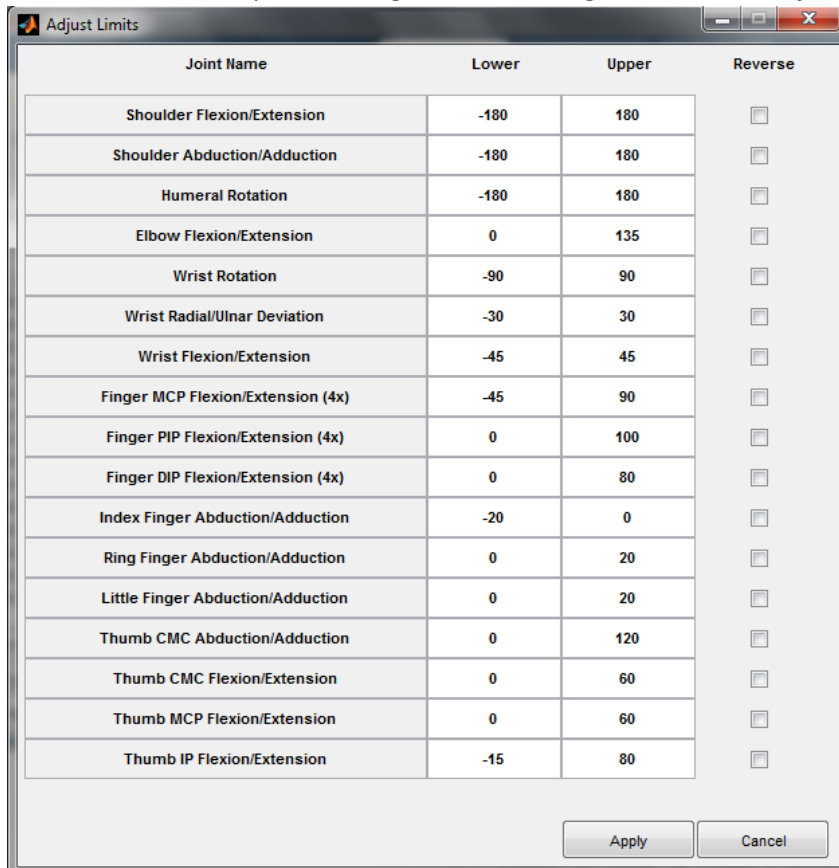 Adjust Limits
Joint Name Lower Upper Reverse
Shoulder Flexion/Extension -180 180
Shoulder Abduction/Adduction -180 180
Humeral Rotation -180 180
Elbow Flexion/Extension 0 135
Wrist Rotation -90 90
Wrist Radial/Ulnar Deviation -30 30
Wrist Flexion/Extension -45 45
Finger MCP Flexion/Extension (4x) -45 90
Finger PIP Flexion/Extension (4x) 0 100
Finger DIP Flexion/Extension (4x) 0 80
Index Finger Abduction/Adduction -20 0
Ring Finger Abduction/Adduction 0 20
Little Finger Abduction/Adduction 0 20
Thumb CMC Abduction/Adduction 0 120
Thumb CMC Flexion/Extension 0 60
Thumb MCP Flexion/Extension 0 60
Thumb IP Flexion/Extension -15 80
Apply Cancel